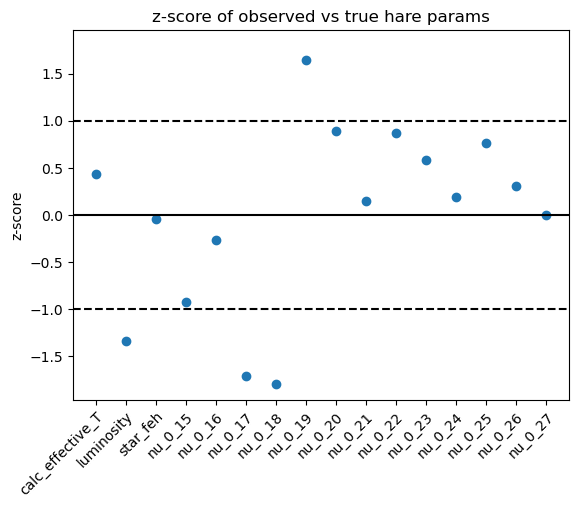 z-score of observed vs true hare params
z-score
1.5
1.0
0.5
0.0
−0.5
−1.0
−1.5
calc_effective_T
luminosity
star_feh
nu_0_15
nu_0_16
nu_0_17
nu_0_18
nu_0_19
nu_0_20
nu_0_21
nu_0_22
nu_0_23
nu_0_24
nu_0_25
nu_0_26
nu_0_27